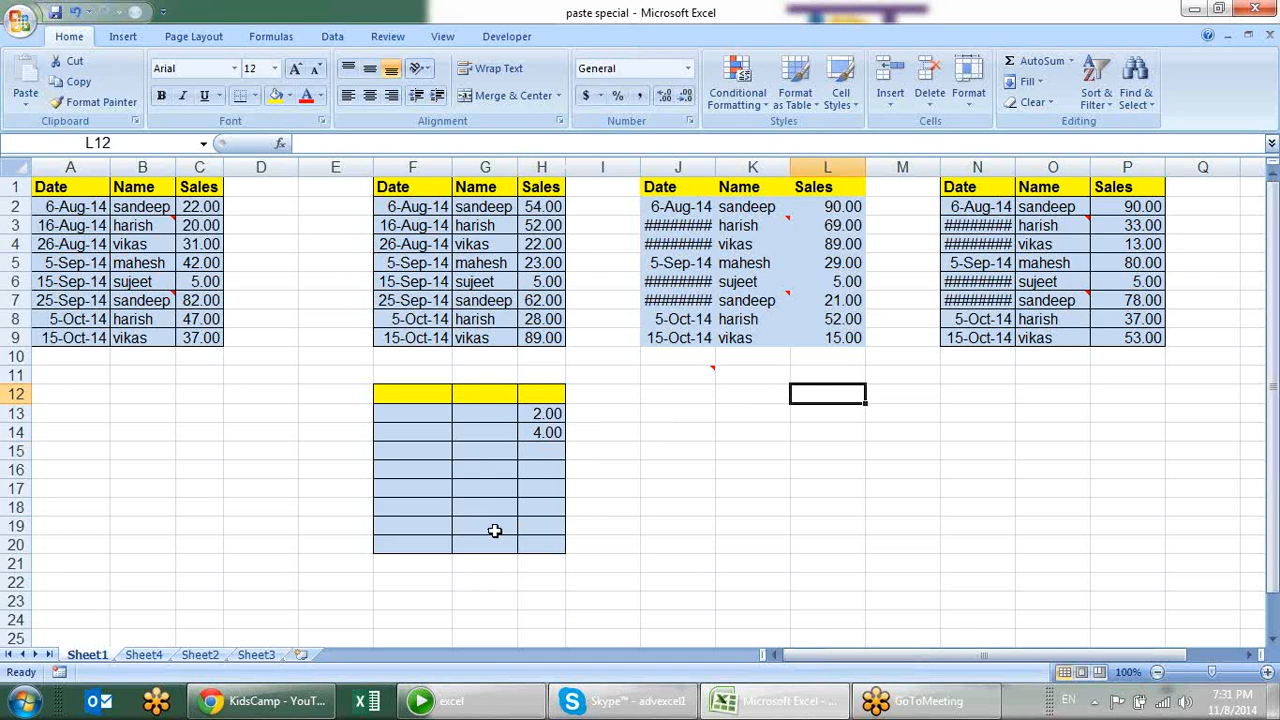 paste special - Microsoft Excel
Home Insert Page Layout Formulas Data Review View Developer
Paste Cut Copy Format Painter Clipboard
Arial 12 A A B I U A Font
Wrap Text Merge & Center Alignment
General $ % , Number
Conditional Formatting Format as Table Cell Styles Styles
Insert Delete Format Cells
Σ AutoSum Fill Clear Sort & Filter Find & Select Editing
L12 fx
A B C D E F G H I J K L M N O P Q
1 Date Name Sales Date Name Sales Date Name Sales Date Name Sales
2 6-Aug-14 sandeep 22.00 6-Aug-14 sandeep 54.00 6-Aug-14 sandeep 90.00 6-Aug-14 sandeep 90.00
3 16-Aug-14 harish 20.00 16-Aug-14 harish 52.00 ######## harish 69.00 ######## harish 33.00
4 26-Aug-14 vikas 31.00 26-Aug-14 vikas 22.00 ######## vikas 89.00 ######## vikas 13.00
5 5-Sep-14 mahesh 42.00 5-Sep-14 mahesh 23.00 5-Sep-14 mahesh 29.00 5-Sep-14 mahesh 80.00
6 15-Sep-14 sujeet 5.00 15-Sep-14 sujeet 5.00 ######## sujeet 5.00 ######## sujeet 5.00
7 25-Sep-14 sandeep 82.00 25-Sep-14 sandeep 62.00 ######## sandeep 21.00 ######## sandeep 78.00
8 5-Oct-14 harish 47.00 5-Oct-14 harish 28.00 5-Oct-14 harish 52.00 5-Oct-14 harish 37.00
9 15-Oct-14 vikas 37.00 15-Oct-14 vikas 89.00 15-Oct-14 vikas 15.00 15-Oct-14 vikas 53.00
10
11
12
13 2.00
14 4.00
15
16
17
18
19
20
21
22
23
24
25
Sheet1 Sheet4 Sheet2 Sheet3
Ready 100%
KidsCamp - YouT... excel Skype™ - advexcel1 Microsoft Excel - ... GoToMeeting EN 7:31 PM
11/8/2014